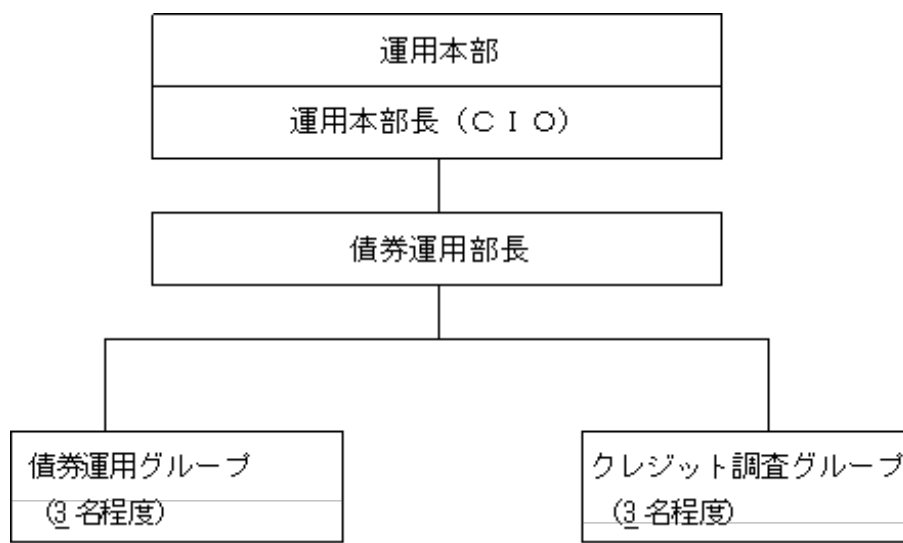 運用本部
運用本部長（ＣＩＯ）
債券運用部長
債券運用グループ
（3 名程度）
クレジット調査グループ
（3 名程度）